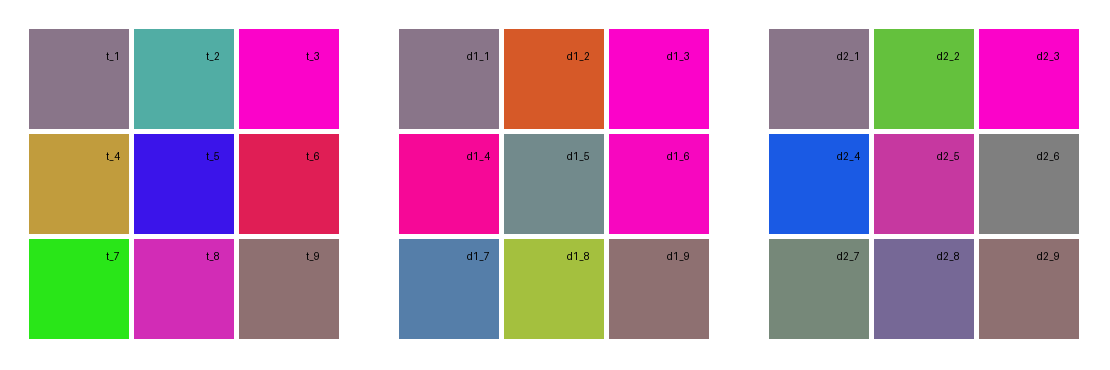 t_1 t_2 t_3 d1_1 d1_2 d1_3 d2_1 d2_2 d2_3
t_4 t_5 t_6 d1_4 d1_5 d1_6 d2_4 d2_5 d2_6
t_7 t_8 t_9 d1_7 d1_8 d1_9 d2_7 d2_8 d2_9